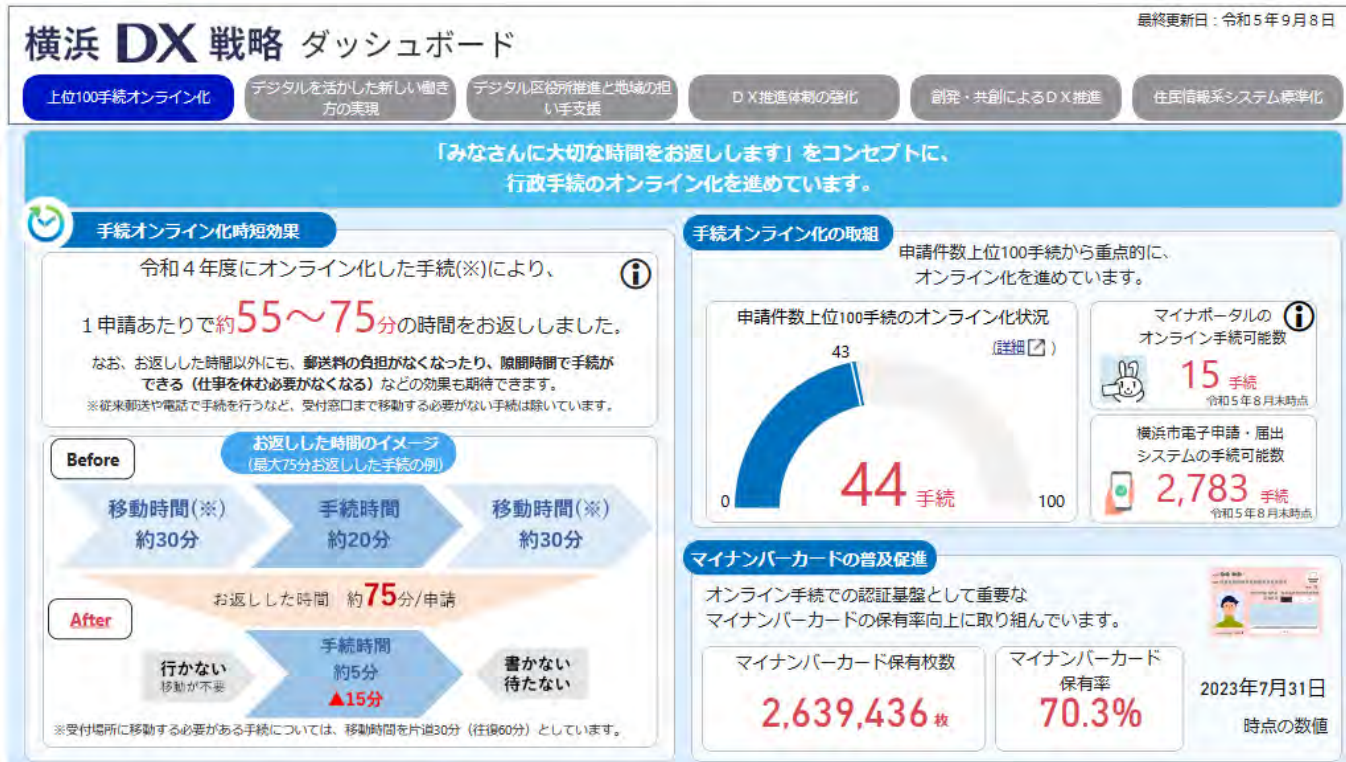 最終更新日：令和5年9月8日
横浜 DX 戦略 ダッシュボード
上位100手続オンライン化
デジタルを活かした新しい働き
方の実現
デジタル区役所推進と地域の担
い手支援
ＤＸ推進体制の強化
創発・共創によるＤＸ推進
住民情報系システム標準化
「みなさんに大切な時間をお返しします」をコンセプトに、
行政手続のオンライン化を進めています。
手続オンライン化時短効果
令和４年度にオンライン化した手続(※)により、
１申請あたりで約55～75分の時間をお返ししました。
なお、お返しした時間以外にも、郵送料の負担がなくなったり、隙間時間で手続が
できる（仕事を休む必要がなくなる）などの効果も期待できます。
※従来郵送や電話で手続を行うなど、受付窓口まで移動する必要がない手続は除いています。
Before
お返しした時間のイメージ
(最大75分お返しした手続の例)
移動時間(※)
約30分
手続時間
約20分
移動時間(※)
約30分
お返しした時間 約75分/申請
After
行かない
移動が不要
手続時間
約5分
▲15分
書かない
待たない
※受付場所に移動する必要がある手続については、移動時間を片道30分（往復60分）としています。
手続オンライン化の取組
申請件数上位100手続から重点的に、
オンライン化を進めています。
申請件数上位100手続のオンライン化状況
(詳細)
43
0
44 手続
100
マイナポータルの
オンライン手続可能数
15 手続
令和5年8月末時点
横浜市電子申請・届出
システムの手続可能数
2,783 手続
令和5年8月末時点
マイナンバーカードの普及促進
オンライン手続での認証基盤として重要な
マイナンバーカードの保有率向上に取り組んでいます。
マイナンバーカード保有枚数
2,639,436 枚
マイナンバーカード
保有率
70.3%
2023年7月31日
時点の数値